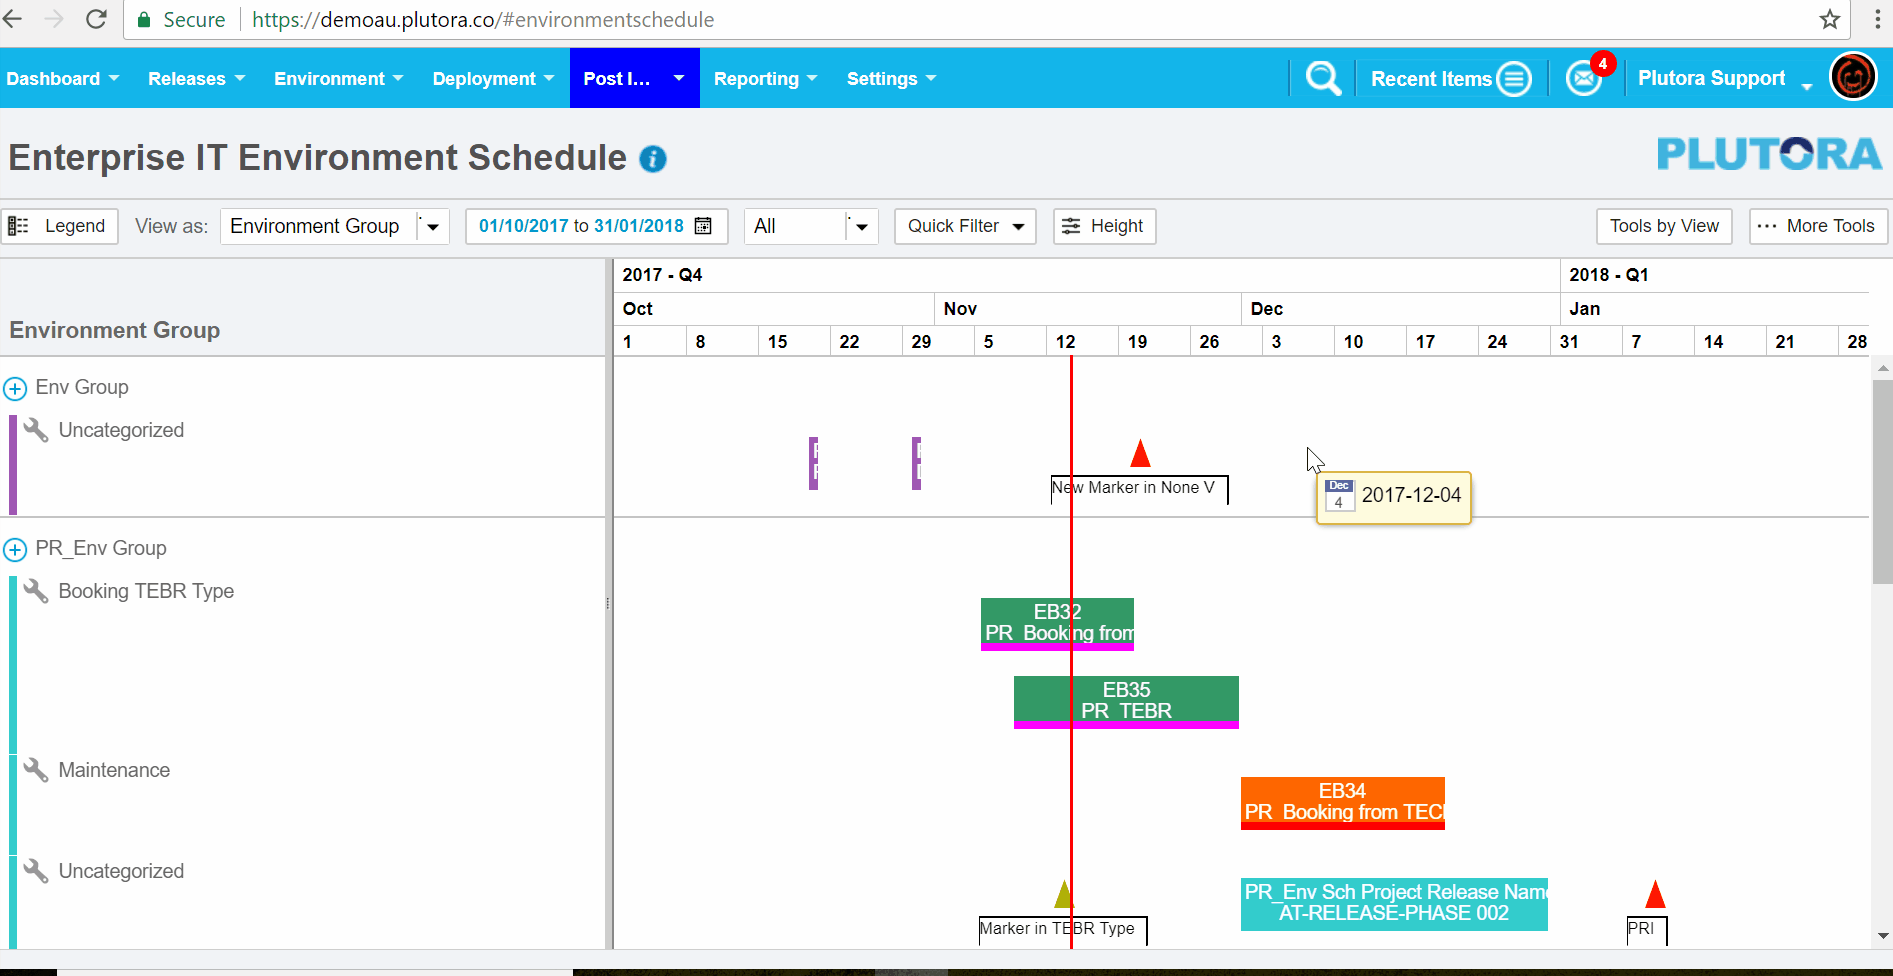 Secure https://demoau.plutora.co/#environmentschedule
Dashboard Releases Environment Deployment Post I... Reporting Settings Recent Items 4 Plutora Support
Enterprise IT Environment Schedule i PLUTORA
Legend View as: Environment Group 01/10/2017 to 31/01/2018 All Quick Filter Height Tools by View More Tools
2017 - Q4 2018 - Q1
Oct Nov Dec Jan
Environment Group
1 8 15 22 29 5 12 19 26 3 10 17 24 31 7 14 21 28
Env Group
Uncategorized
New Marker in None V
Dec
4 2017-12-04
PR_Env Group
Booking TEBR Type
EB32
PR Booking from
EB35
PR TEBR
Maintenance
EB34
PR Booking from TEC
Uncategorized
PR_Env Sch Project Release Name
AT-RELEASE-PHASE 002
Marker in TEBR Type
PRI